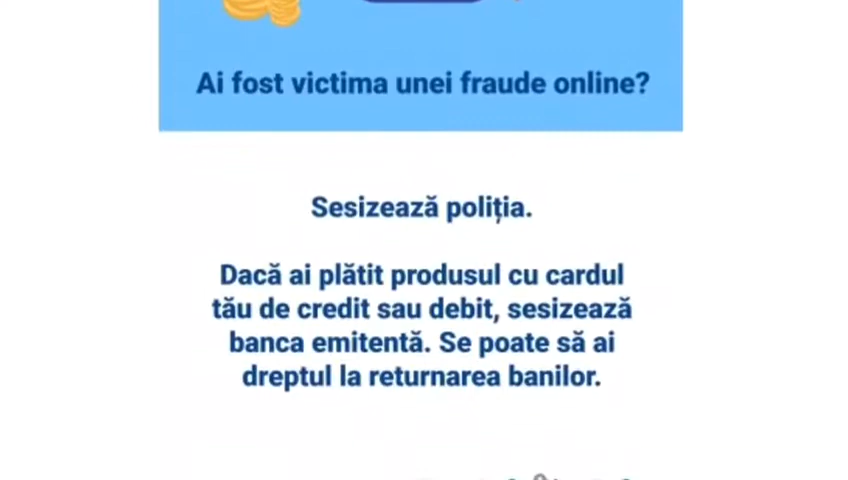 Ai fost victima unei fraude online?
Sesizează poliția.
Dacă ai plătit produsul cu cardul
tău de credit sau debit, sesizează
banca emitentă. Se poate să ai
dreptul la returnarea banilor.